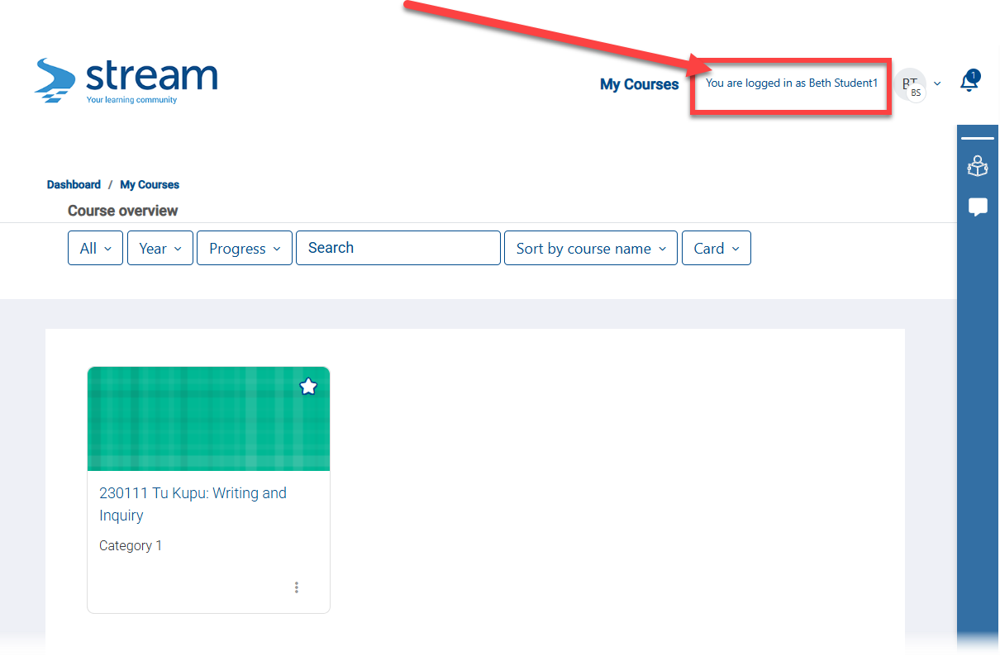 stream
Your learning community
My Courses
You are logged in as Beth Student1
BT
BS
1
Dashboard / My Courses
Course overview
All
Year
Progress
Search
Sort by course name
Card
230111 Tu Kupu: Writing and
Inquiry
Category 1